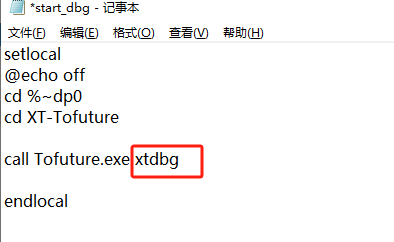 *start_dbg - 记事本
文件(F) 编辑(E) 格式(O) 查看(V) 帮助(H)
setlocal
@echo off
cd %~dp0
cd XT-Tofuture
call Tofuture.exe xtdbg
endlocal